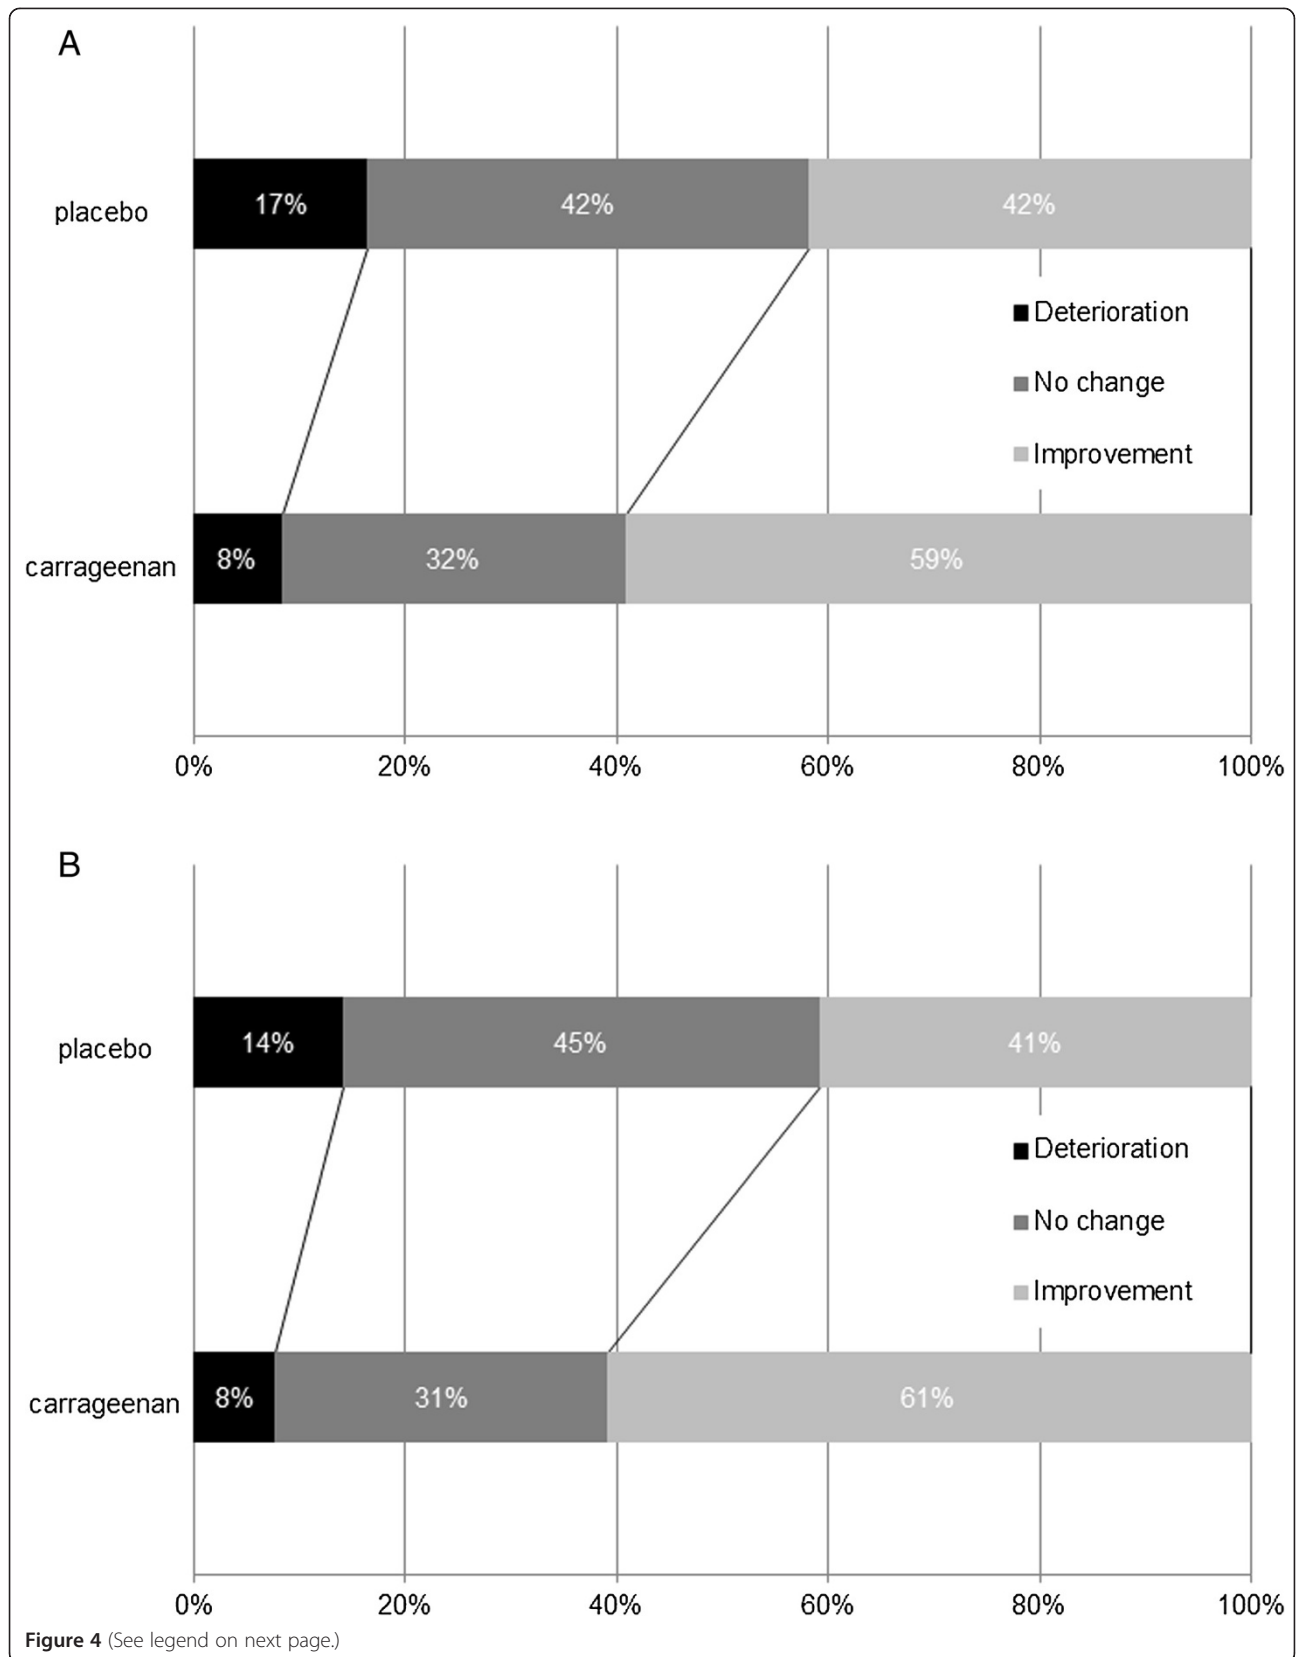 A
placebo
17% 42% 42%
Deterioration
No change
Improvement
carrageenan
8% 32% 59%
0% 20% 40% 60% 80% 100%
B
placebo
14% 45% 41%
Deterioration
No change
Improvement
carrageenan
8% 31% 61%
0% 20% 40% 60% 80% 100%
Figure 4 (See legend on next page.)